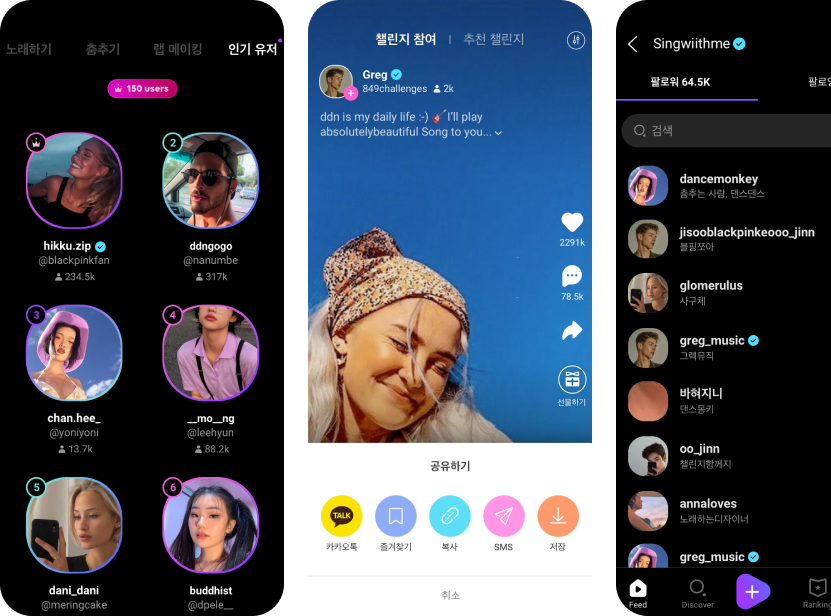 노래하기 춤추기 랩 메이킹 인기 유저
150 users
2
hikku.zip ddngogo
@blackpinkfan @nanumbe
234.5k 317k
3 4
chan.hee_ __mo__ng
@yoniyoni @leehyun
13.7k 88.2k
5 6
dani_dani buddhist
@meringcake @dpele__
챌린지 참여 | 추천 챌린지
Greg
849challenges 2k
ddn is my daily life :-) 🎸 I'll play
absolutelybeautiful Song to you...
2291k
78.5k
선물하기
공유하기
TALK
카카오톡 즐겨찾기 복사 SMS 저장
취소
Singwiithme
팔로워 64.5K 팔로잉
검색
dancemonkey
춤추는 사람, 댄스댄스
jisooblackpinkeooo_jinn
블핑쪼아
glomerulus
사구체
greg_music
그렉뮤직
바혀지니
댄스몽키
oo_jinn
챌린지함께지
annaloves
노래하는디자이너
greg_music
Feed Discover Ranking